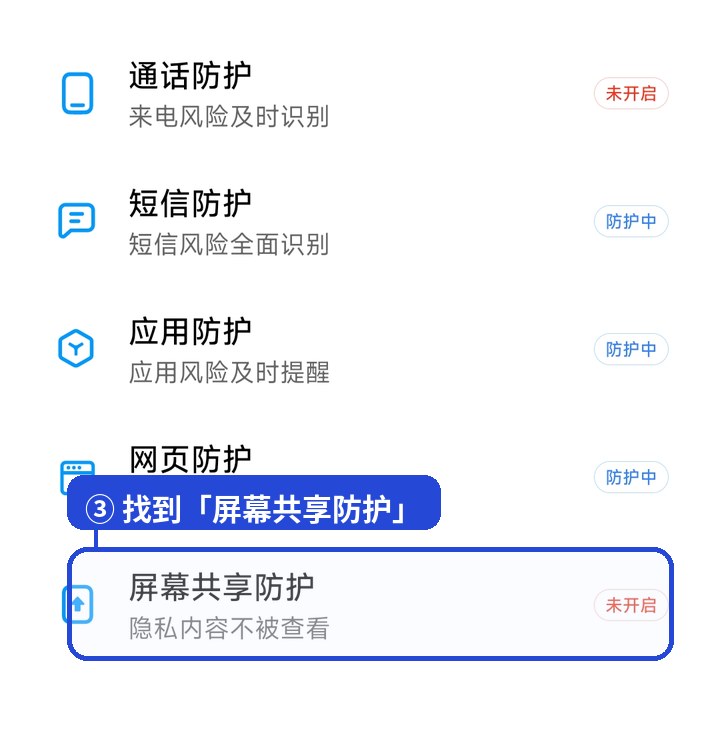 通话防护
未开启
来电风险及时识别
短信防护
防护中
短信风险全面识别
应用防护
防护中
应用风险及时提醒
网页防护
防护中
③ 找到「屏幕共享防护」
屏幕共享防护
未开启
隐私内容不被查看